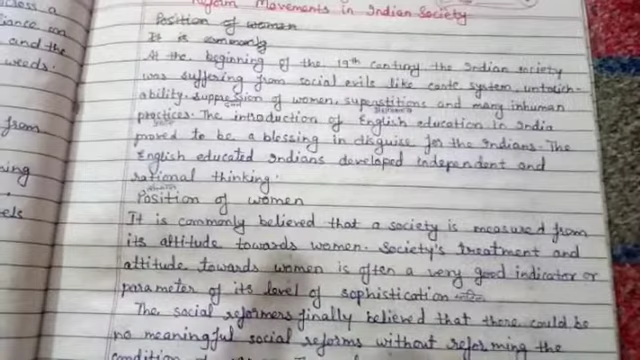 across a
Reform Movements in Indian Society
Position of women
and the
It is commonly
weeds.
At the beginning of the 19th century the Indian society
was suffering from social evils like caste system, untouch-
ability, suppression of women, superstitions and many inhuman
practices. The introduction of English education in India
from
proved to be a blessing in disguise for the Indians. The
English educated Indians developed independent and
rational thinking.
Position of women
It is commonly believed that a society is measured from
its attitude towards women. Society's treatment and
attitude towards women is often a very good indicator or
parameter of its level of sophistication
The social reformers finally believed that there could be
no meaningful social reforms without reforming the